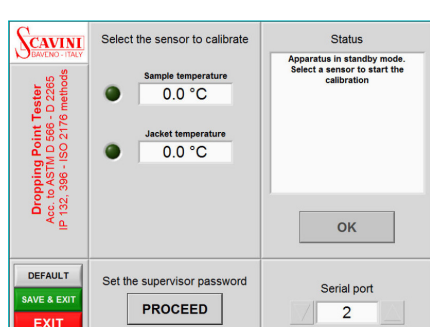 SCAVINI
BAVENO - ITALY
Dropping Point Tester
Acc. to ASTM D 566 - D 2265
IP 132, 396 - ISO 2176 methods
Select the sensor to calibrate
Sample temperature
0.0 °C
Jacket temperature
0.0 °C
Status
Apparatus in standby mode.
Select a sensor to start the
calibration
OK
DEFAULT
SAVE & EXIT
EXIT
Set the supervisor password
PROCEED
Serial port
2